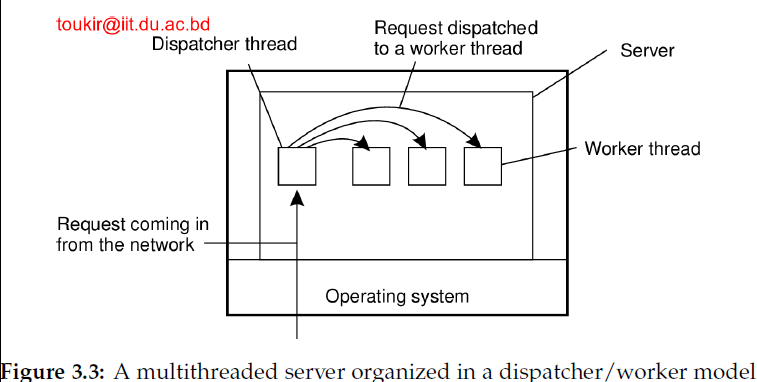 toukir@iit.du.ac.bd
Dispatcher thread
Request dispatched
to a worker thread
Server
Worker thread
Request coming in
from the network
Operating system
Figure 3.3: A multithreaded server organized in a dispatcher/worker model